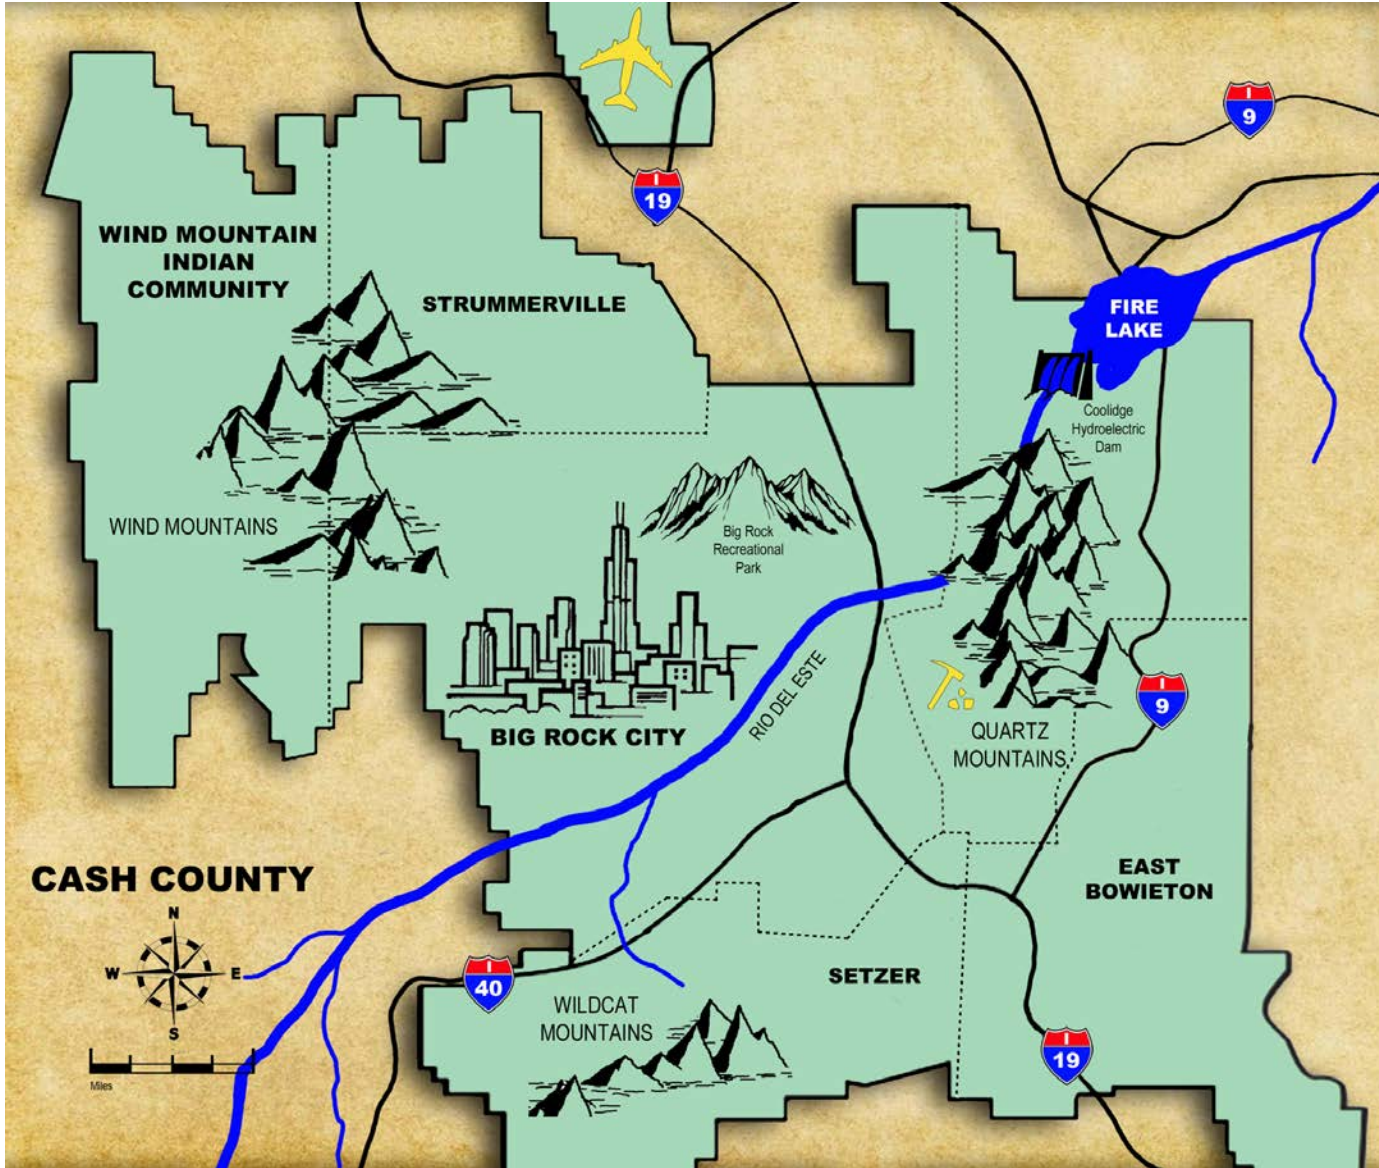 I
19
I
9
WIND MOUNTAIN
INDIAN
COMMUNITY
STRUMMERVILLE
FIRE
LAKE
Coolidge
Hydroelectric
Dam
WIND MOUNTAINS
Big Rock
Recreational
Park
RIO DEL ESTE
I
9
BIG ROCK CITY
QUARTZ
MOUNTAINS
CASH COUNTY
EAST
BOWIETON
N
W
E
S
I
40
SETZER
WILDCAT
MOUNTAINS
I
19
Miles